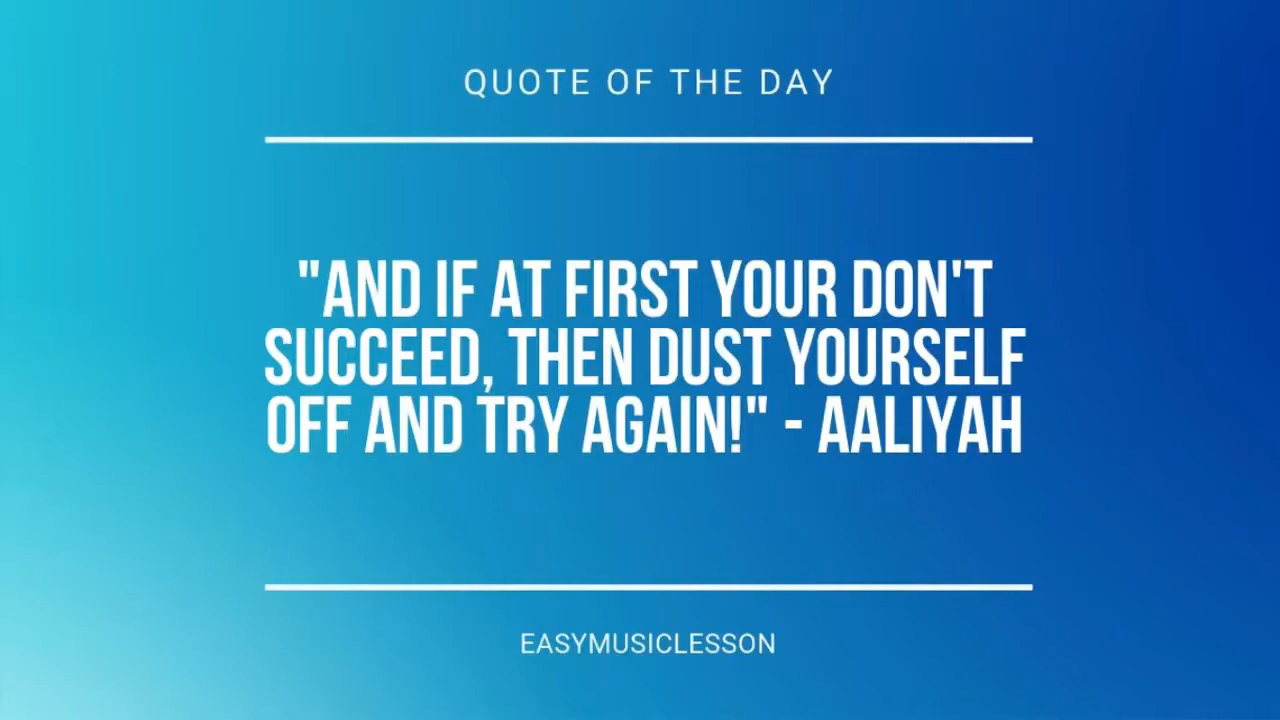 QUOTE OF THE DAY
"AND IF AT FIRST YOUR DON'T
SUCCEED, THEN DUST YOURSELF
OFF AND TRY AGAIN!" - AALIYAH
EASYMUSICLESSON